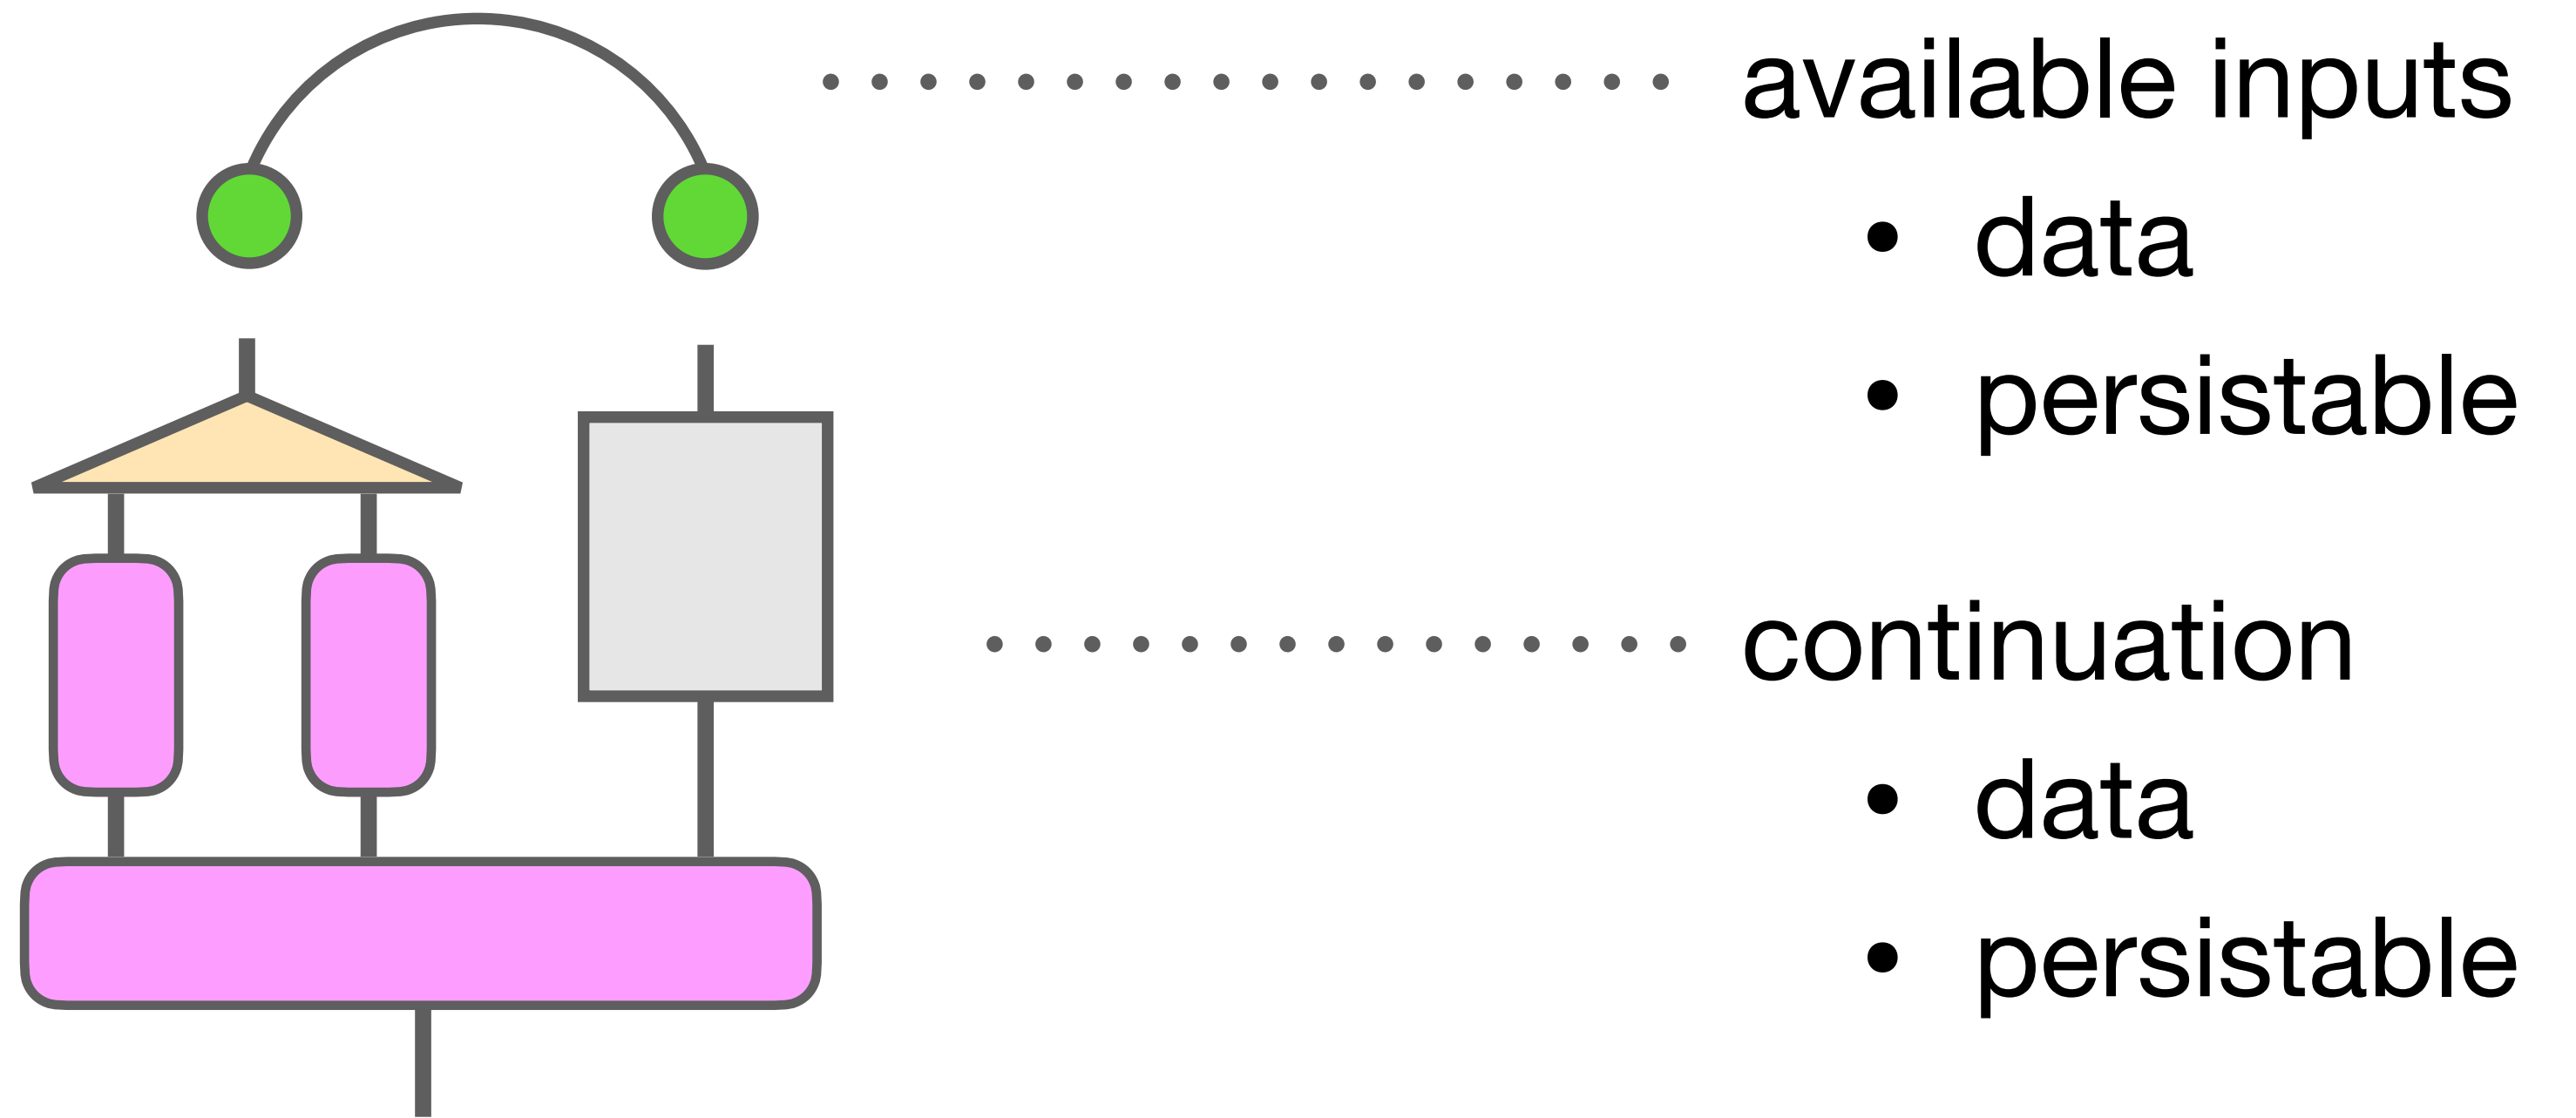 available inputs
• data
• persistable
continuation
• data
• persistable